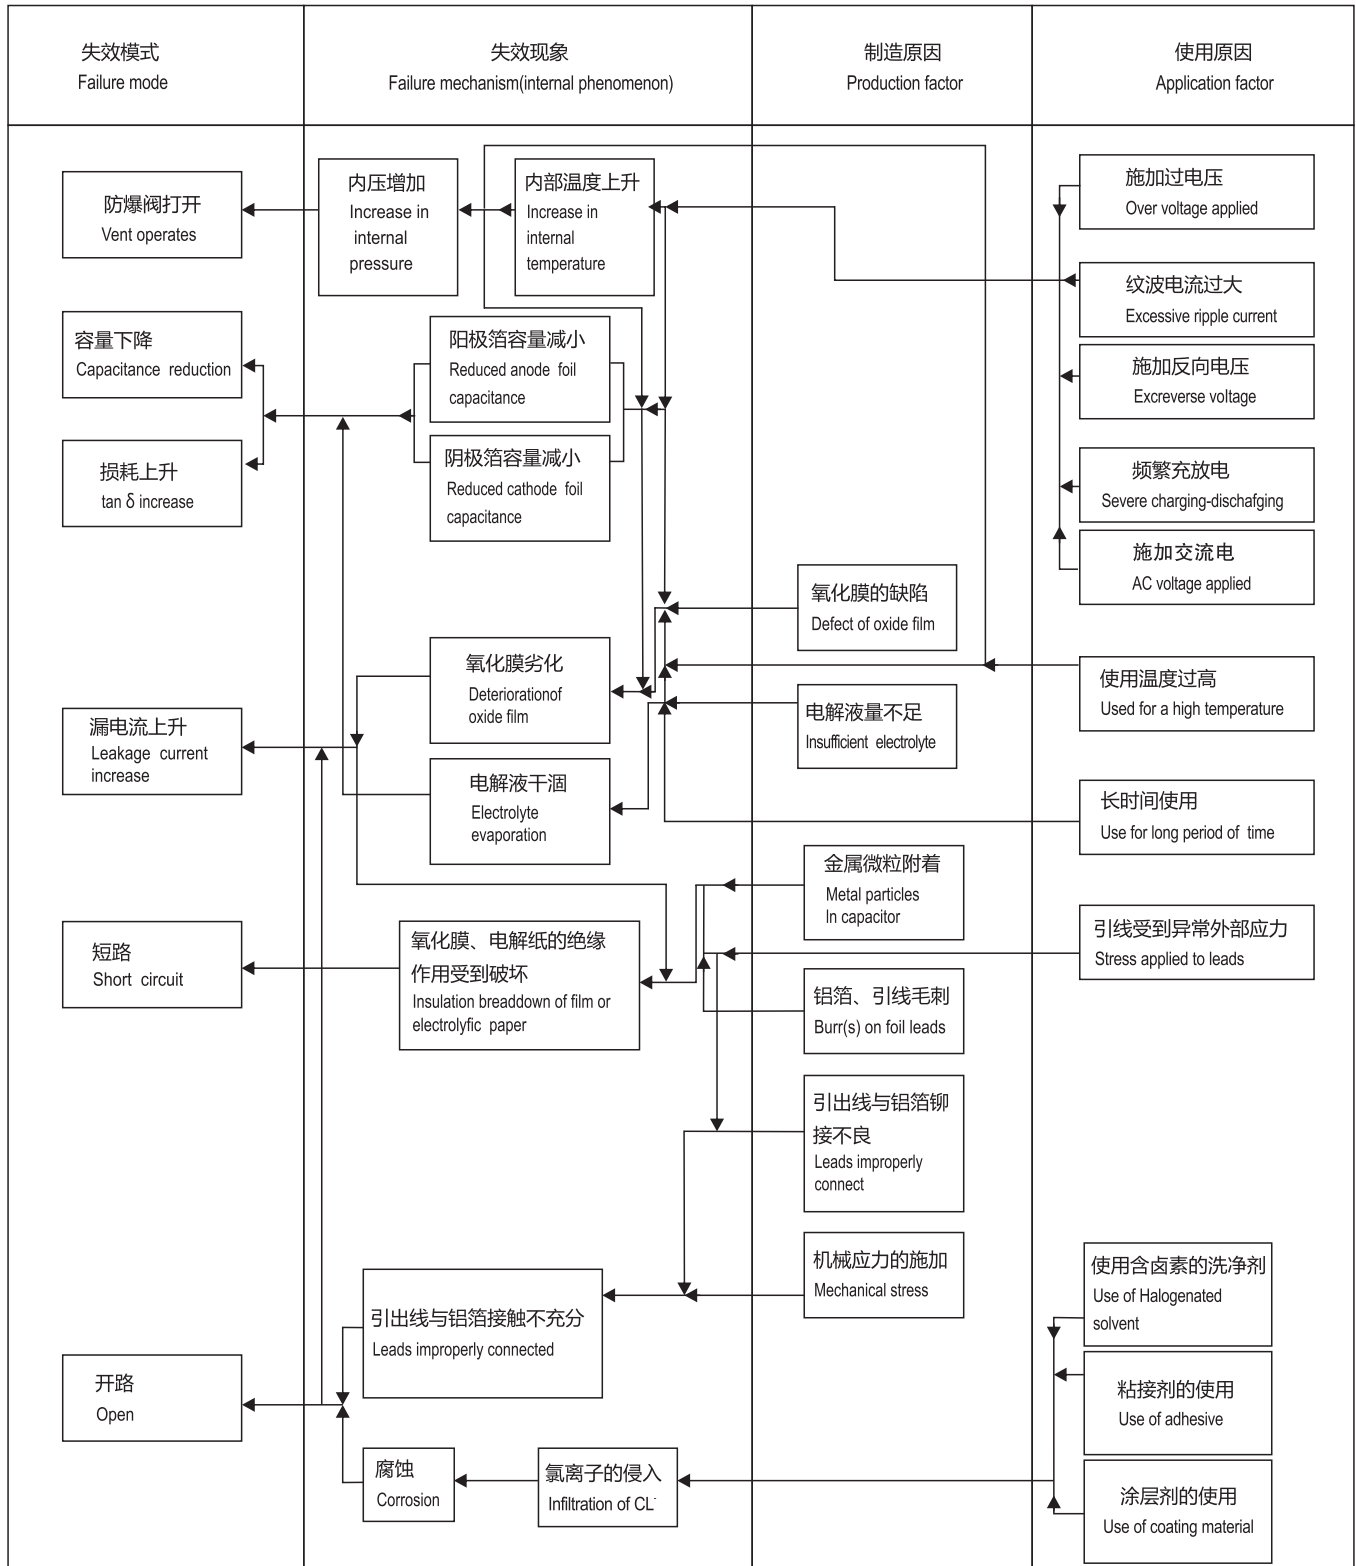 失效模式
Failure mode
失效现象
Failure mechanism(internal phenomenon)
制造原因
Production factor
使用原因
Application factor
防爆阀打开
Vent operates
容量下降
Capacitance reduction
损耗上升
tan δ increase
漏电流上升
Leakage current
increase
短路
Short circuit
开路
Open
内压增加
Increase in
internal
pressure
内部温度上升
Increase in
internal
temperature
阳极箔容量减小
Reduced anode foil
capacitance
阴极箔容量减小
Reduced cathode foil
capacitance
氧化膜劣化
Deteriorationof
oxide film
电解液干涸
Electrolyte
evaporation
氧化膜、电解纸的绝缘
作用受到破坏
Insulation breaddown of film or
electrolyfic paper
引出线与铝箔接触不充分
Leads improperly connected
腐蚀
Corrosion
氯离子的侵入
Infiltration of CL-
氧化膜的缺陷
Defect of oxide film
电解液量不足
Insufficient electrolyte
金属微粒附着
Metal particles
In capacitor
铝箔、引线毛刺
Burr(s) on foil leads
引出线与铝箔铆
接不良
Leads improperly
connect
机械应力的施加
Mechanical stress
施加过电压
Over voltage applied
纹波电流过大
Excessive ripple current
施加反向电压
Excreverse voltage
频繁充放电
Severe charging-dischafging
施加交流电
AC voltage applied
使用温度过高
Used for a high temperature
长时间使用
Use for long period of time
引线受到异常外部应力
Stress applied to leads
使用含卤素的洗净剂
Use of Halogenated
solvent
粘接剂的使用
Use of adhesive
涂层剂的使用
Use of coating material